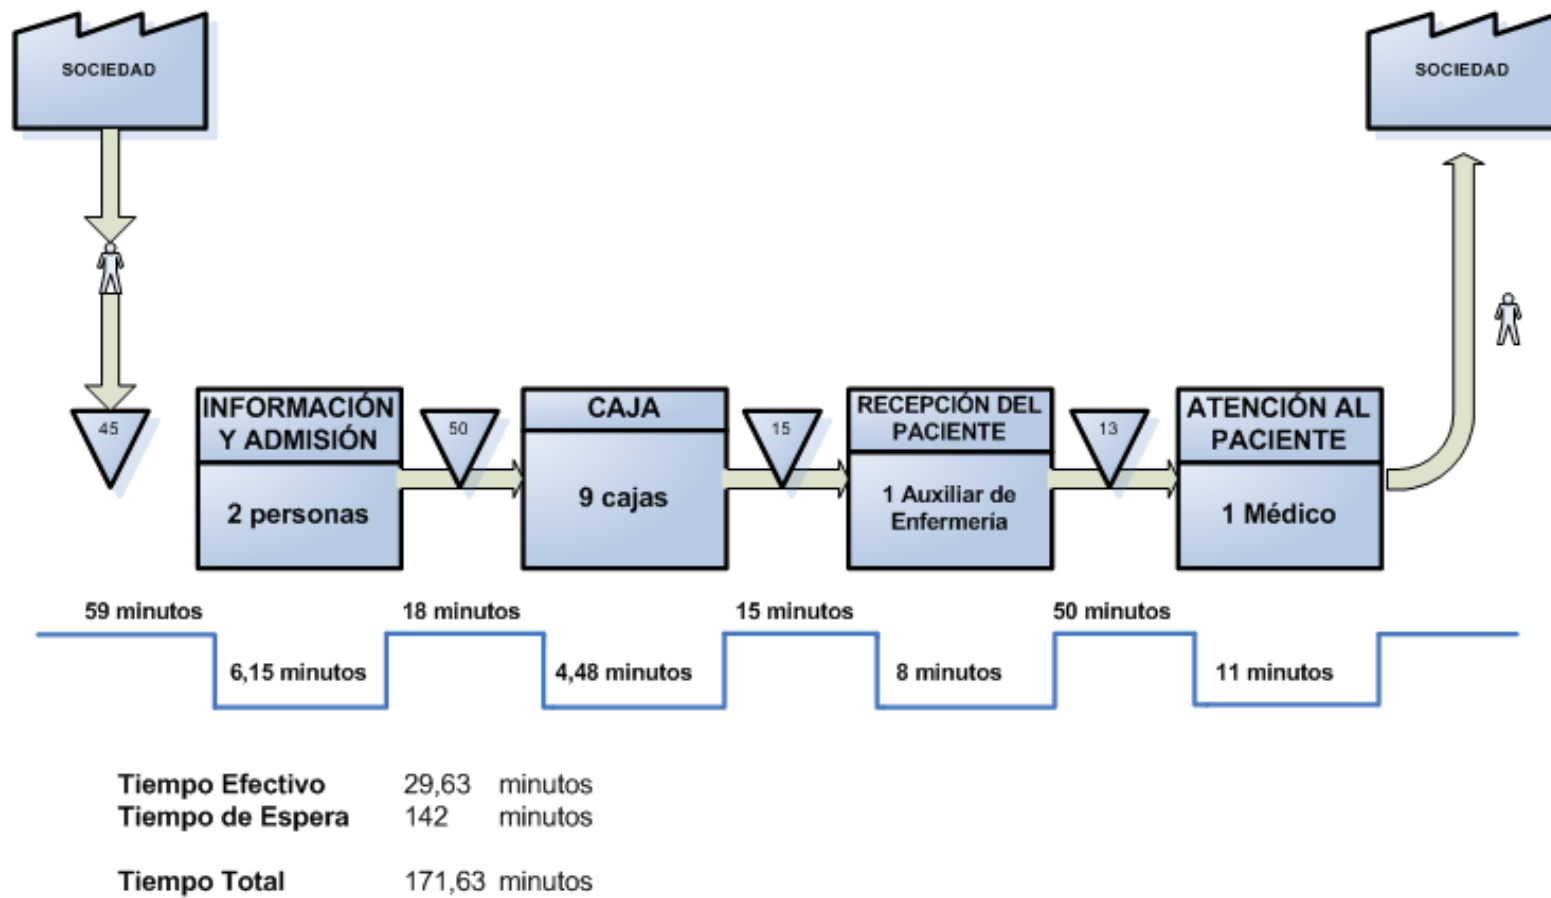 SOCIEDAD
SOCIEDAD
45
INFORMACIÓN
Y ADMISIÓN
2 personas
50
CAJA
9 cajas
15
RECEPCIÓN DEL
PACIENTE
1 Auxiliar de
Enfermería
13
ATENCIÓN AL
PACIENTE
1 Médico
59 minutos
18 minutos
15 minutos
50 minutos
6,15 minutos
4,48 minutos
8 minutos
11 minutos
Tiempo Efectivo 29,63 minutos
Tiempo de Espera 142 minutos
Tiempo Total 171,63 minutos